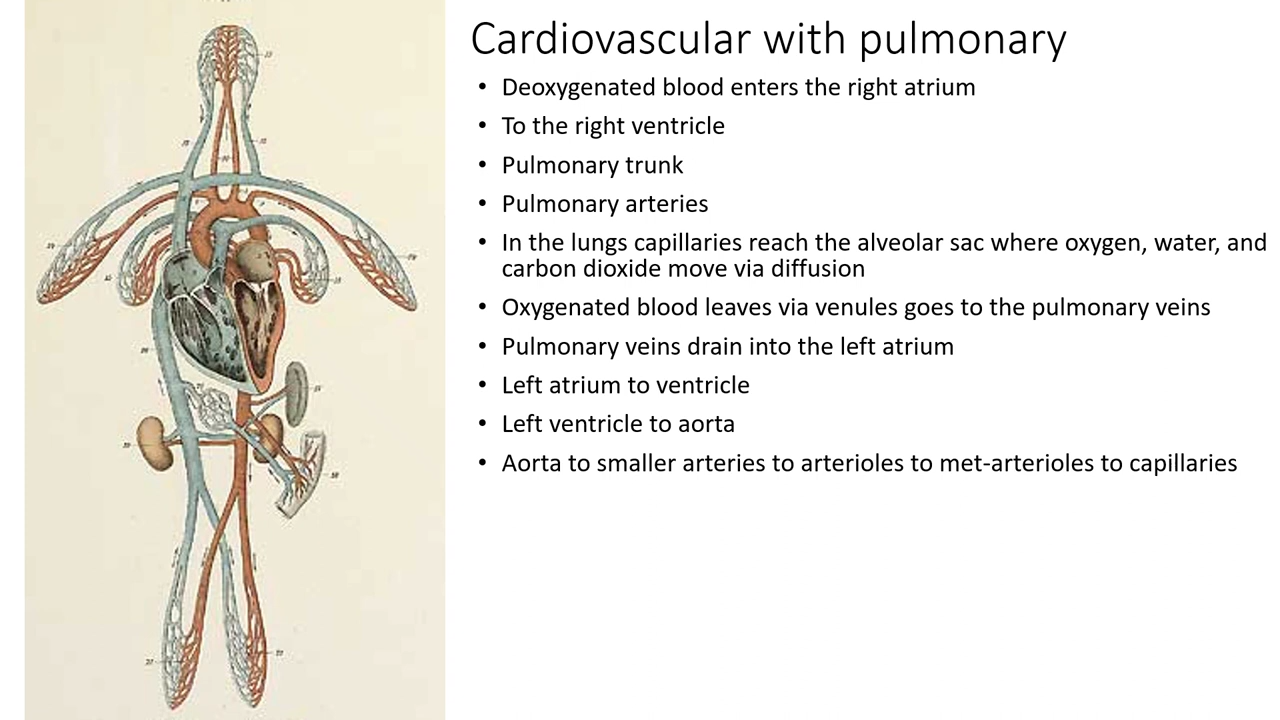 Cardiovascular with pulmonary
• Deoxygenated blood enters the right atrium
• To the right ventricle
• Pulmonary trunk
• Pulmonary arteries
• In the lungs capillaries reach the alveolar sac where oxygen, water, and
carbon dioxide move via diffusion
• Oxygenated blood leaves via venules goes to the pulmonary veins
• Pulmonary veins drain into the left atrium
• Left atrium to ventricle
• Left ventricle to aorta
• Aorta to smaller arteries to arterioles to met-arterioles to capillaries